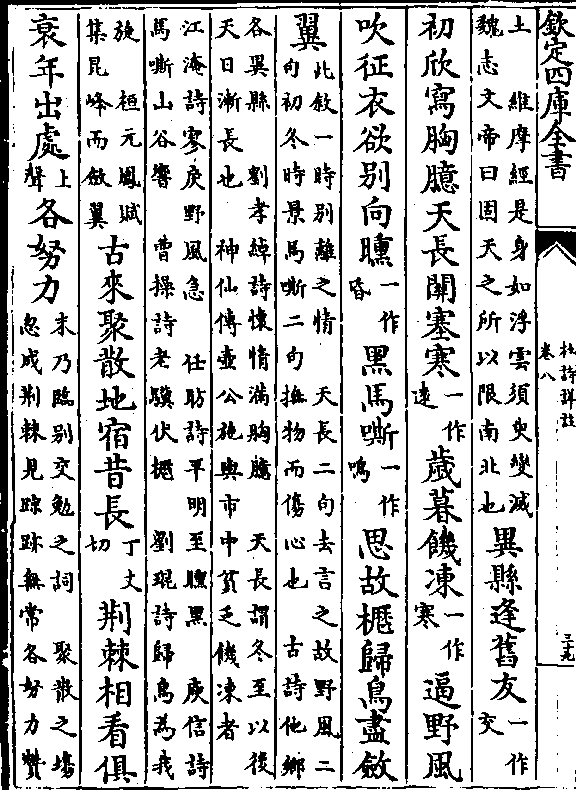 欽定四庫全書
杜詩詳註
卷八
三十九
上 維摩經是身如浮雲須臾變滅
魏志文帝曰固天之所以限南北也
異縣逢舊友一作交
初欣寫胸臆天長關塞寒一作遠歲暮饑凍一作寒逼野風
吹征衣欲別向曛一作昏黑馬嘶一作鳴思故櫪歸鳥盡斂
翼
此敘一時別離之情 天長二句去言之故野風二
句初冬時景馬嘶二句撫物而傷心也 古詩他鄉
各異縣 劉孝綽詩懷情滿胸臆 天長謂冬至以後
天日漸長也 神仙傳壺公施與市中貧乏饑凍者
江淹詩寥戾野風急 任昉詩平明至曛黑 庾信詩
馬嘶山谷響 曹操詩老驥伏櫪 劉琨詩歸鳥為我
旋 桓元鳳賦
集昆峰而斂翼
古來聚散地宿昔長丁丈切荆棘相看俱
衰年出處上聲各努力
末乃臨別交勉之詞 聚散之場
忽成荆棘見踪跡無常各努力贊